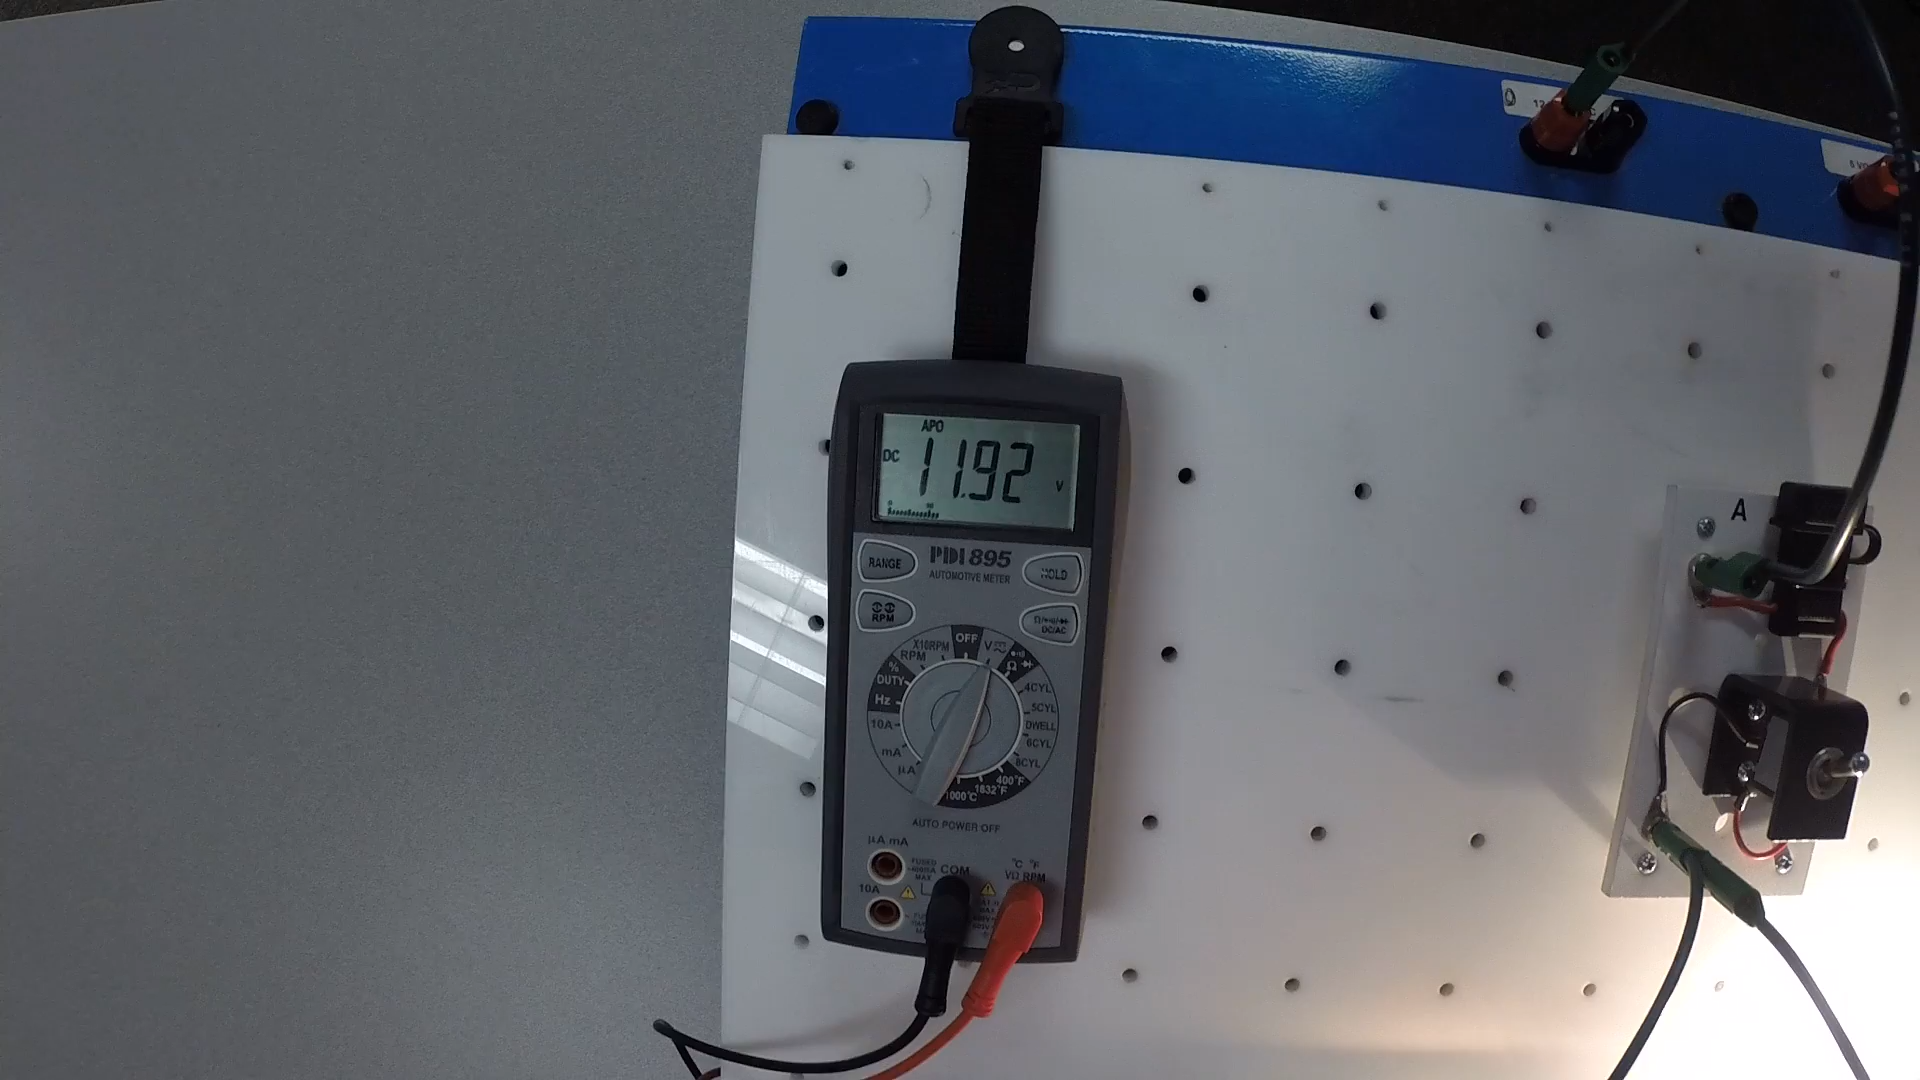 APO
DC 11.92 V
PDI 895
AUTOMOTIVE METER
RANGE
HOLD
RPM
DC/AC
OFF
V
Ω
X10RPM
RPM
%
DUTY
Hz
10A
mA
µA
4CYL
5CYL
DWELL
6CYL
8CYL
400°F
1832°F
1000°C
AUTO POWER OFF
µA mA
COM
°C °F
VΩ RPM
10A
FUSED
MAX
A